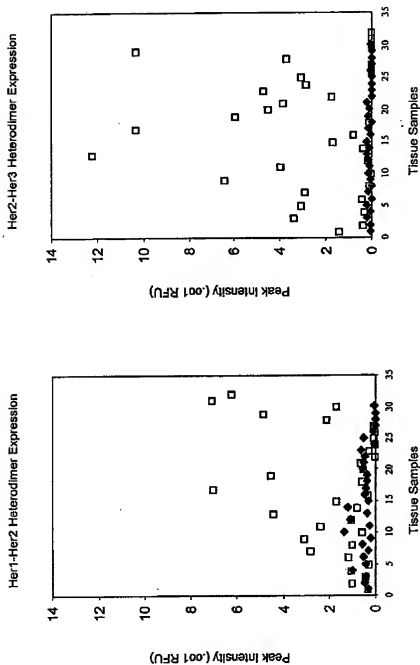 Her2-Her3 Heterodimer Expression
Peak Intensity (.001 RFU)
14
12
10
8
6
4
2
0
0 5 10 15 20 25 30 35
Tissue Samples
Her1-Her2 Heterodimer Expression
Peak Intensity (.001 RFU)
14
12
10
8
6
4
2
0
0 5 10 15 20 25 30 35
Tissue Samples